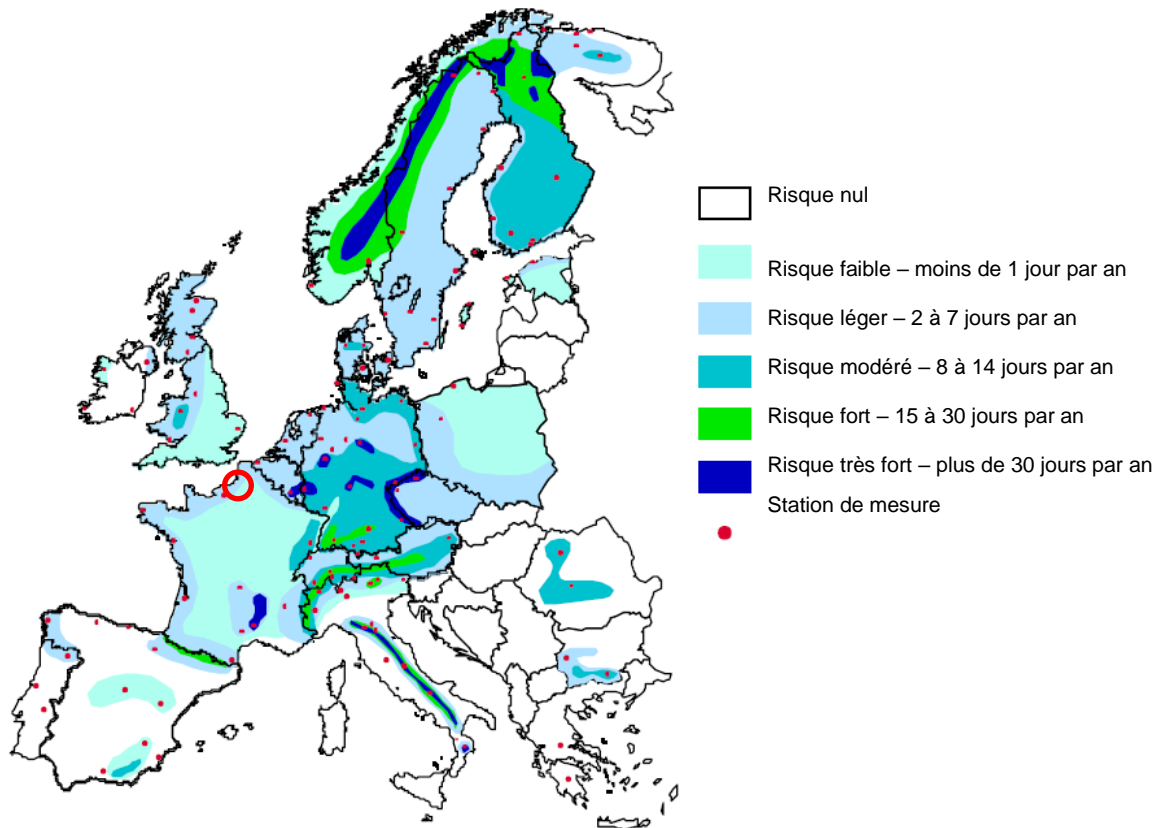 Risque nul
Risque faible – moins de 1 jour par an
Risque léger – 2 à 7 jours par an
Risque modéré – 8 à 14 jours par an
Risque fort – 15 à 30 jours par an
Risque très fort – plus de 30 jours par an
Station de mesure